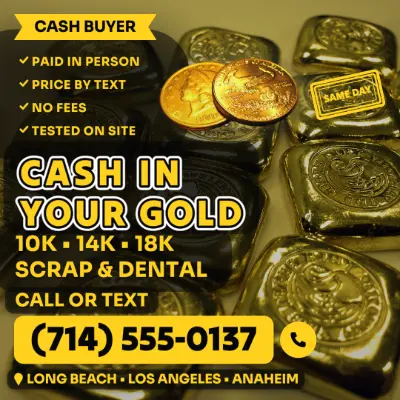 CASH BUYER
PAID IN PERSON
PRICE BY TEXT
NO FEES
TESTED ON SITE
SAME DAY
CASH IN
YOUR GOLD
10K ▪ 14K ▪ 18K
SCRAP & DENTAL
CALL OR TEXT
(714) 555-0137
LONG BEACH ▪ LOS ANGELES ▪ ANAHEIM